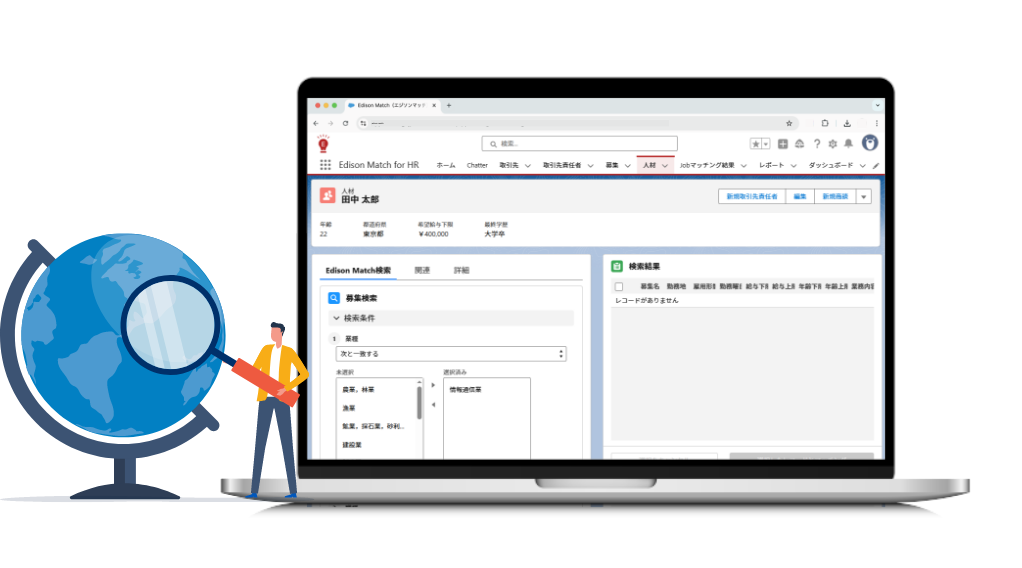 Edison Match（エジソンマッチ
検索...
Edison Match for HR
ホーム
Chatter
取引先
取引先責任者
募集
人材
Jobマッチング結果
レポート
ダッシュボード
人材
田中 太郎
新規取引先責任者
編集
新規商談
年齢
都道府県
希望給与下限
最終学歴
22
東京都
￥400,000
大学卒
Edison Match検索
関連
詳細
募集検索
検索条件
1 業種
次と一致する
未選択
選択済み
農業，林業
漁業
鉱業，採石業，砂利...
建設業
情報通信業
検索結果
募集名
勤務地
雇用形
勤務曜
給与下
給与上
年齢下
年齢上
業務内容
レコードがありません